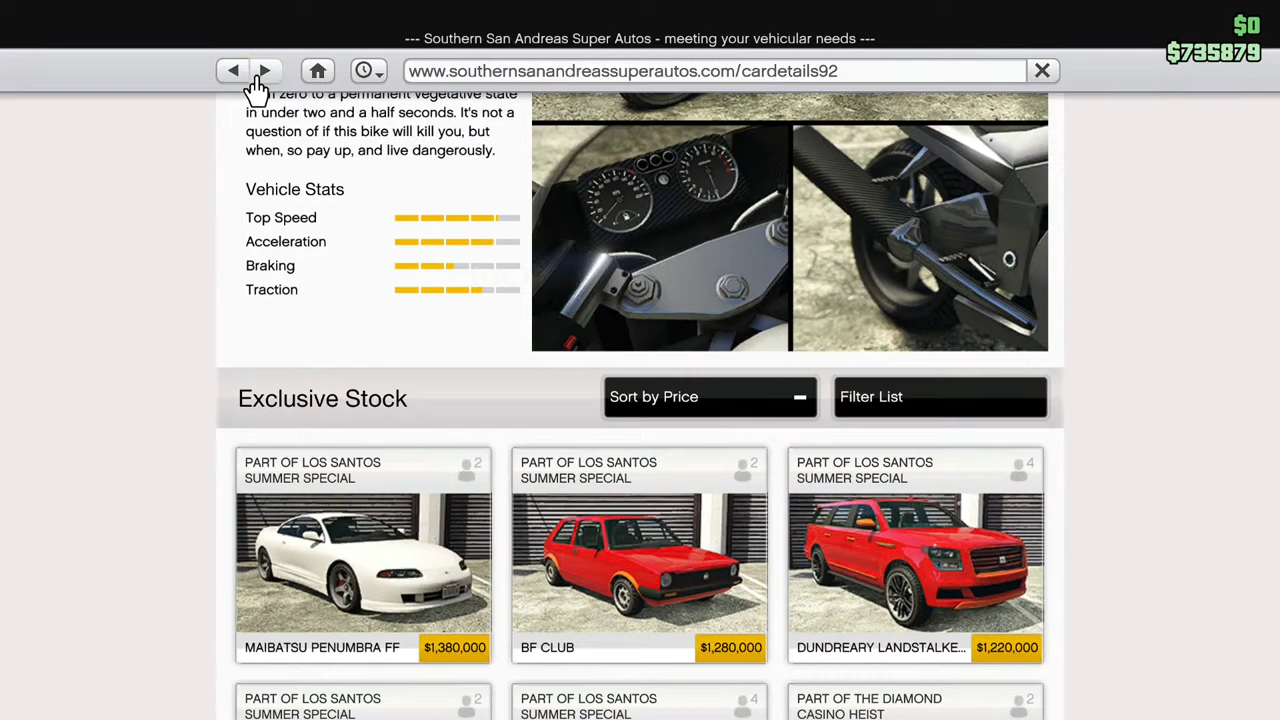 --- Southern San Andreas Super Autos - meeting your vehicular needs ---
$0
$735879
www.southernsanandreassuperautos.com/cardetails92
zero to a permanent vegetative state
in under two and a half seconds. It's not a
question of if this bike will kill you, but
when, so pay up, and live dangerously.
Vehicle Stats
Top Speed
Acceleration
Braking
Traction
Exclusive Stock
Sort by Price
Filter List
PART OF LOS SANTOS
SUMMER SPECIAL
2
MAIBATSU PENUMBRA FF
$1,380,000
PART OF LOS SANTOS
SUMMER SPECIAL
2
BF CLUB
$1,280,000
PART OF LOS SANTOS
SUMMER SPECIAL
4
DUNDREARY LANDSTALKE...
$1,220,000
PART OF LOS SANTOS
SUMMER SPECIAL
2
PART OF LOS SANTOS
SUMMER SPECIAL
4
PART OF THE DIAMOND
CASINO HEIST
2